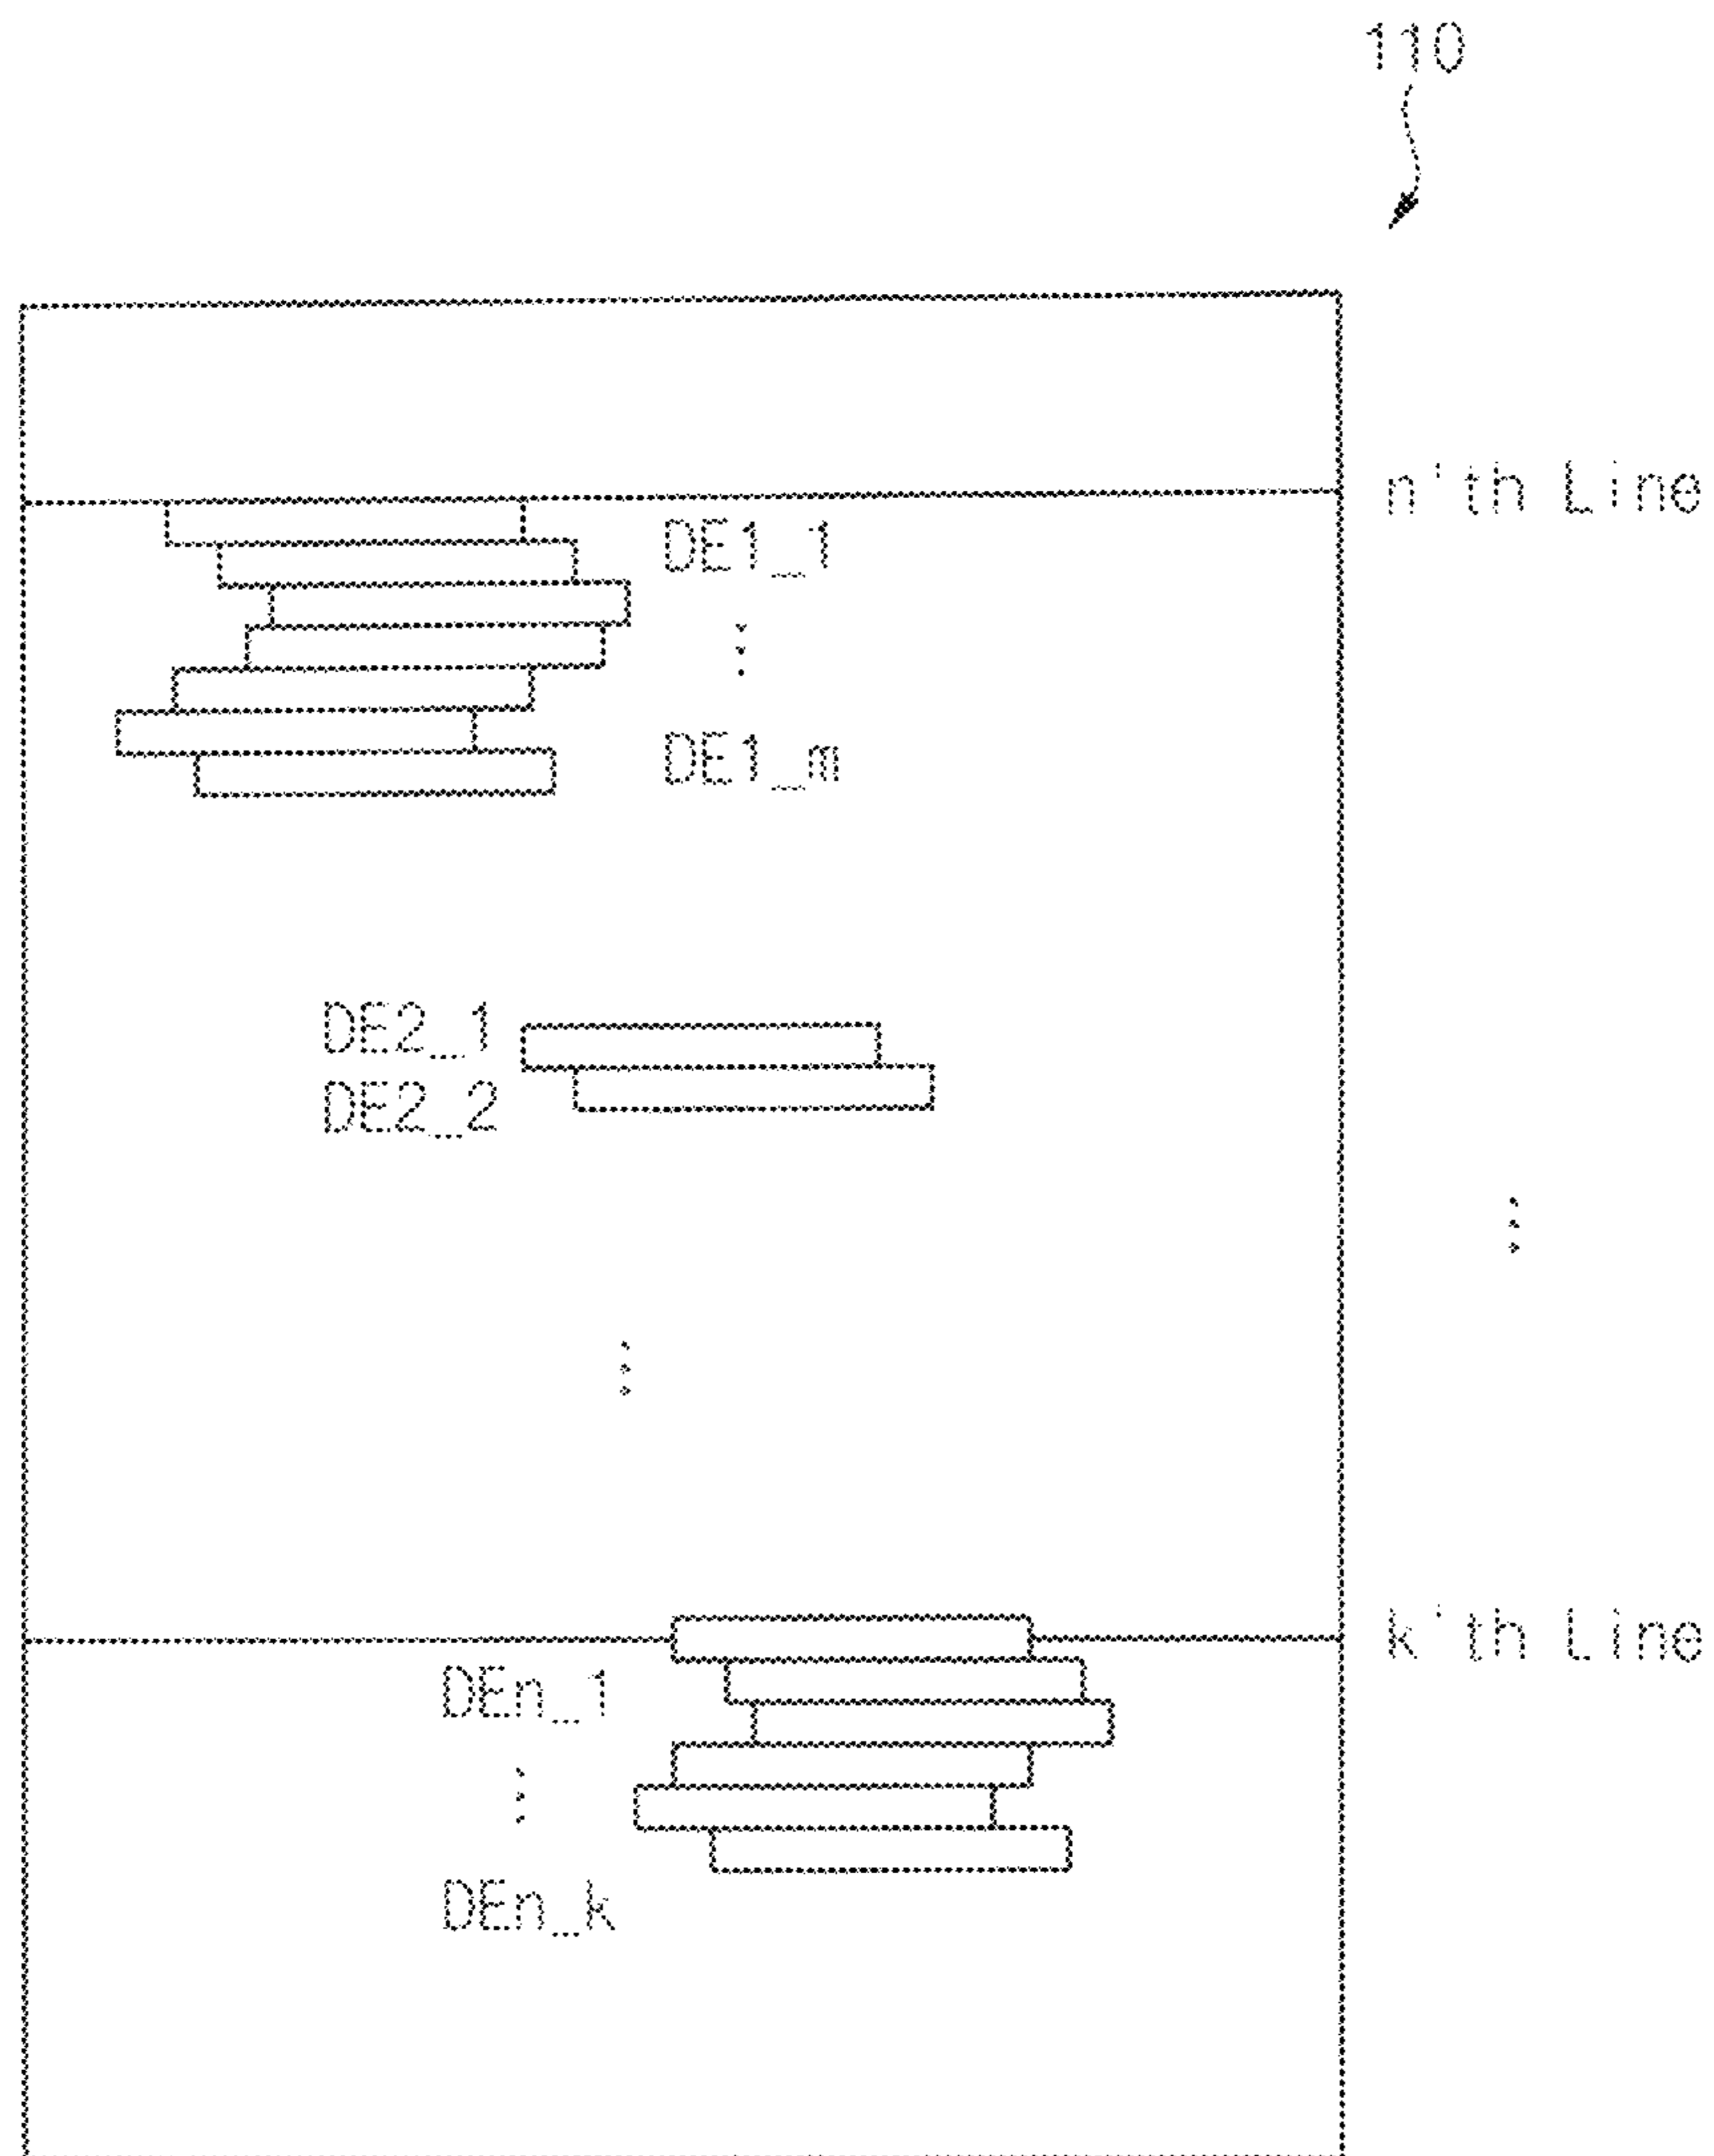 110
n'th Line
DE1_1
⋮
DE1_m
DE2_1
DE2_2
⋮
⋮
k'th Line
DEn_1
⋮
DEn_k